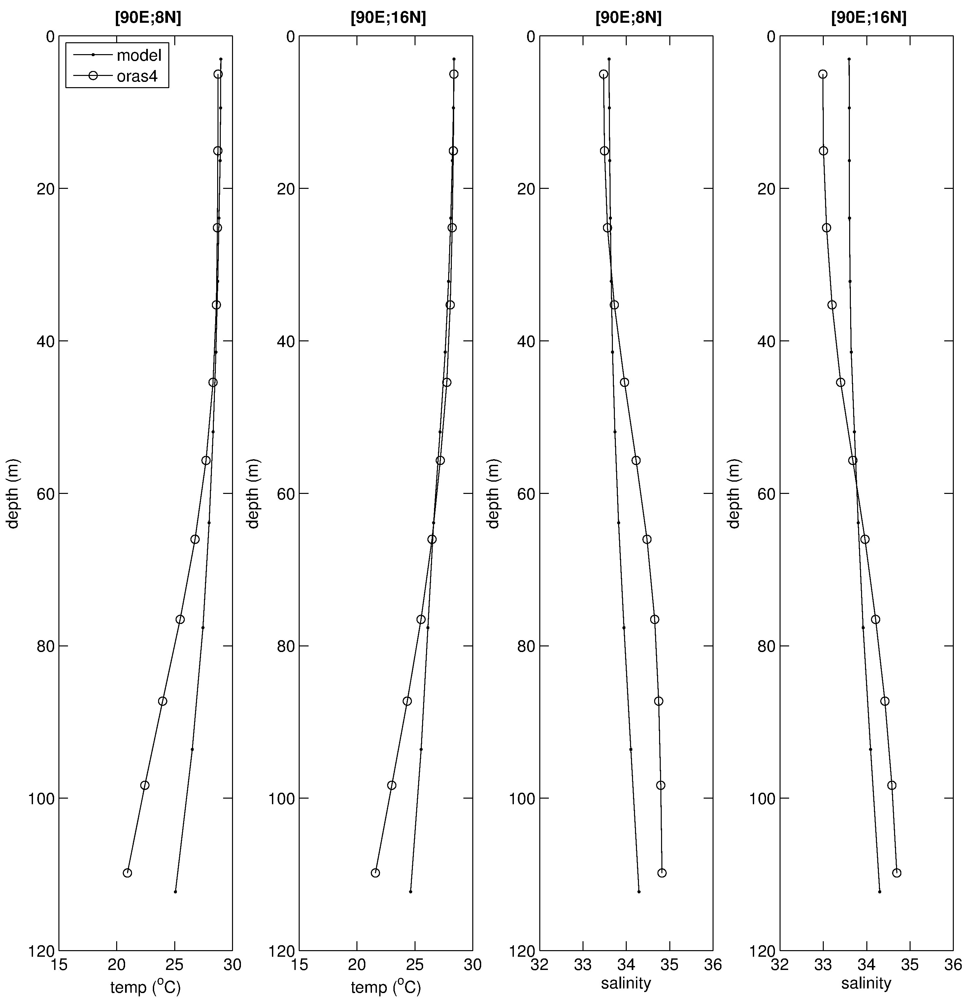 [90E;8N] [90E;16N] [90E;8N] [90E;16N]
model
oras4
0 0 0 0
20 20 20 20
40 40 40 40
60 60 60 60
80 80 80 80
100 100 100 100
120 120 120 120
depth (m) depth (m) depth (m) depth (m)
15 20 25 30 15 20 25 30 32 33 34 35 36 32 33 34 35 36
temp (°C) temp (°C) salinity salinity